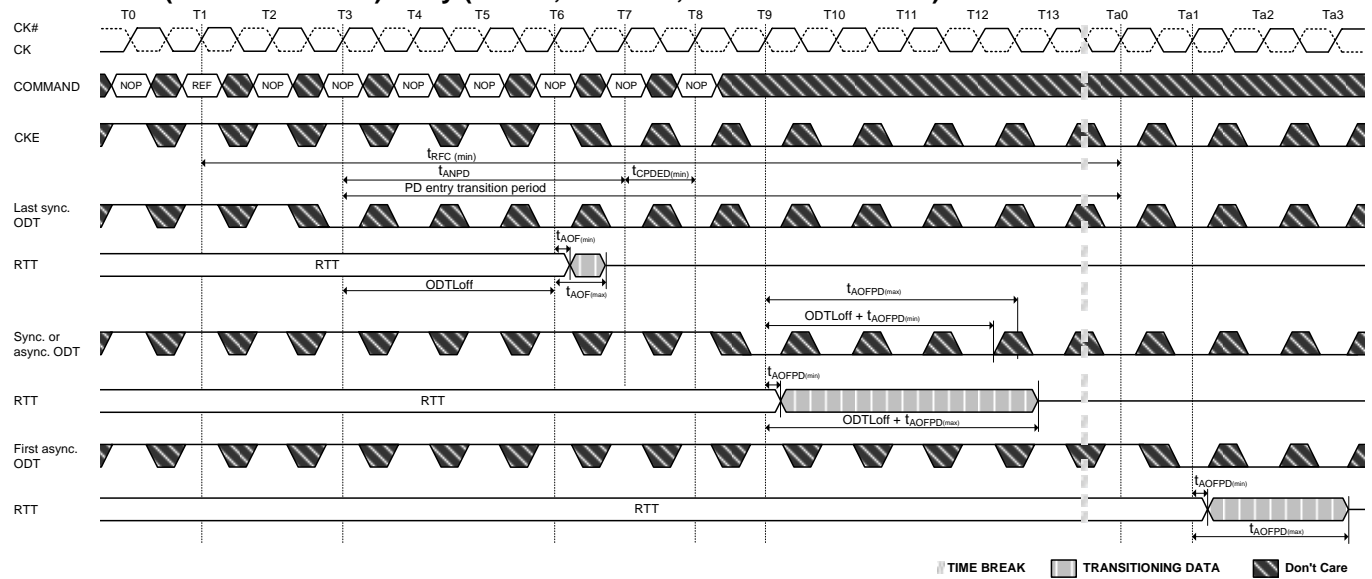 T0 T1 T2 T3 T4 T5 T6 T7 T8 T9 T10 T11 T12 T13 Ta0 Ta1 Ta2 Ta3
CK#
CK
COMMAND NOP REF NOP NOP NOP NOP NOP NOP NOP
CKE
tRFC (min)
tANPD tCPDED(min)
PD entry transition period
Last sync.
ODT
tAOF(min)
RTT RTT
ODTLoff tAOF(max)
tAOFPD(max)
ODTLoff + tAOFPD(min)
Sync. or
async. ODT
tAOFPD(min)
RTT RTT
ODTLoff + tAOFPD(max)
First async.
ODT
tAOFPD(min)
RTT RTT
tAOFPD(max)
TIME BREAK TRANSITIONING DATA Don't Care